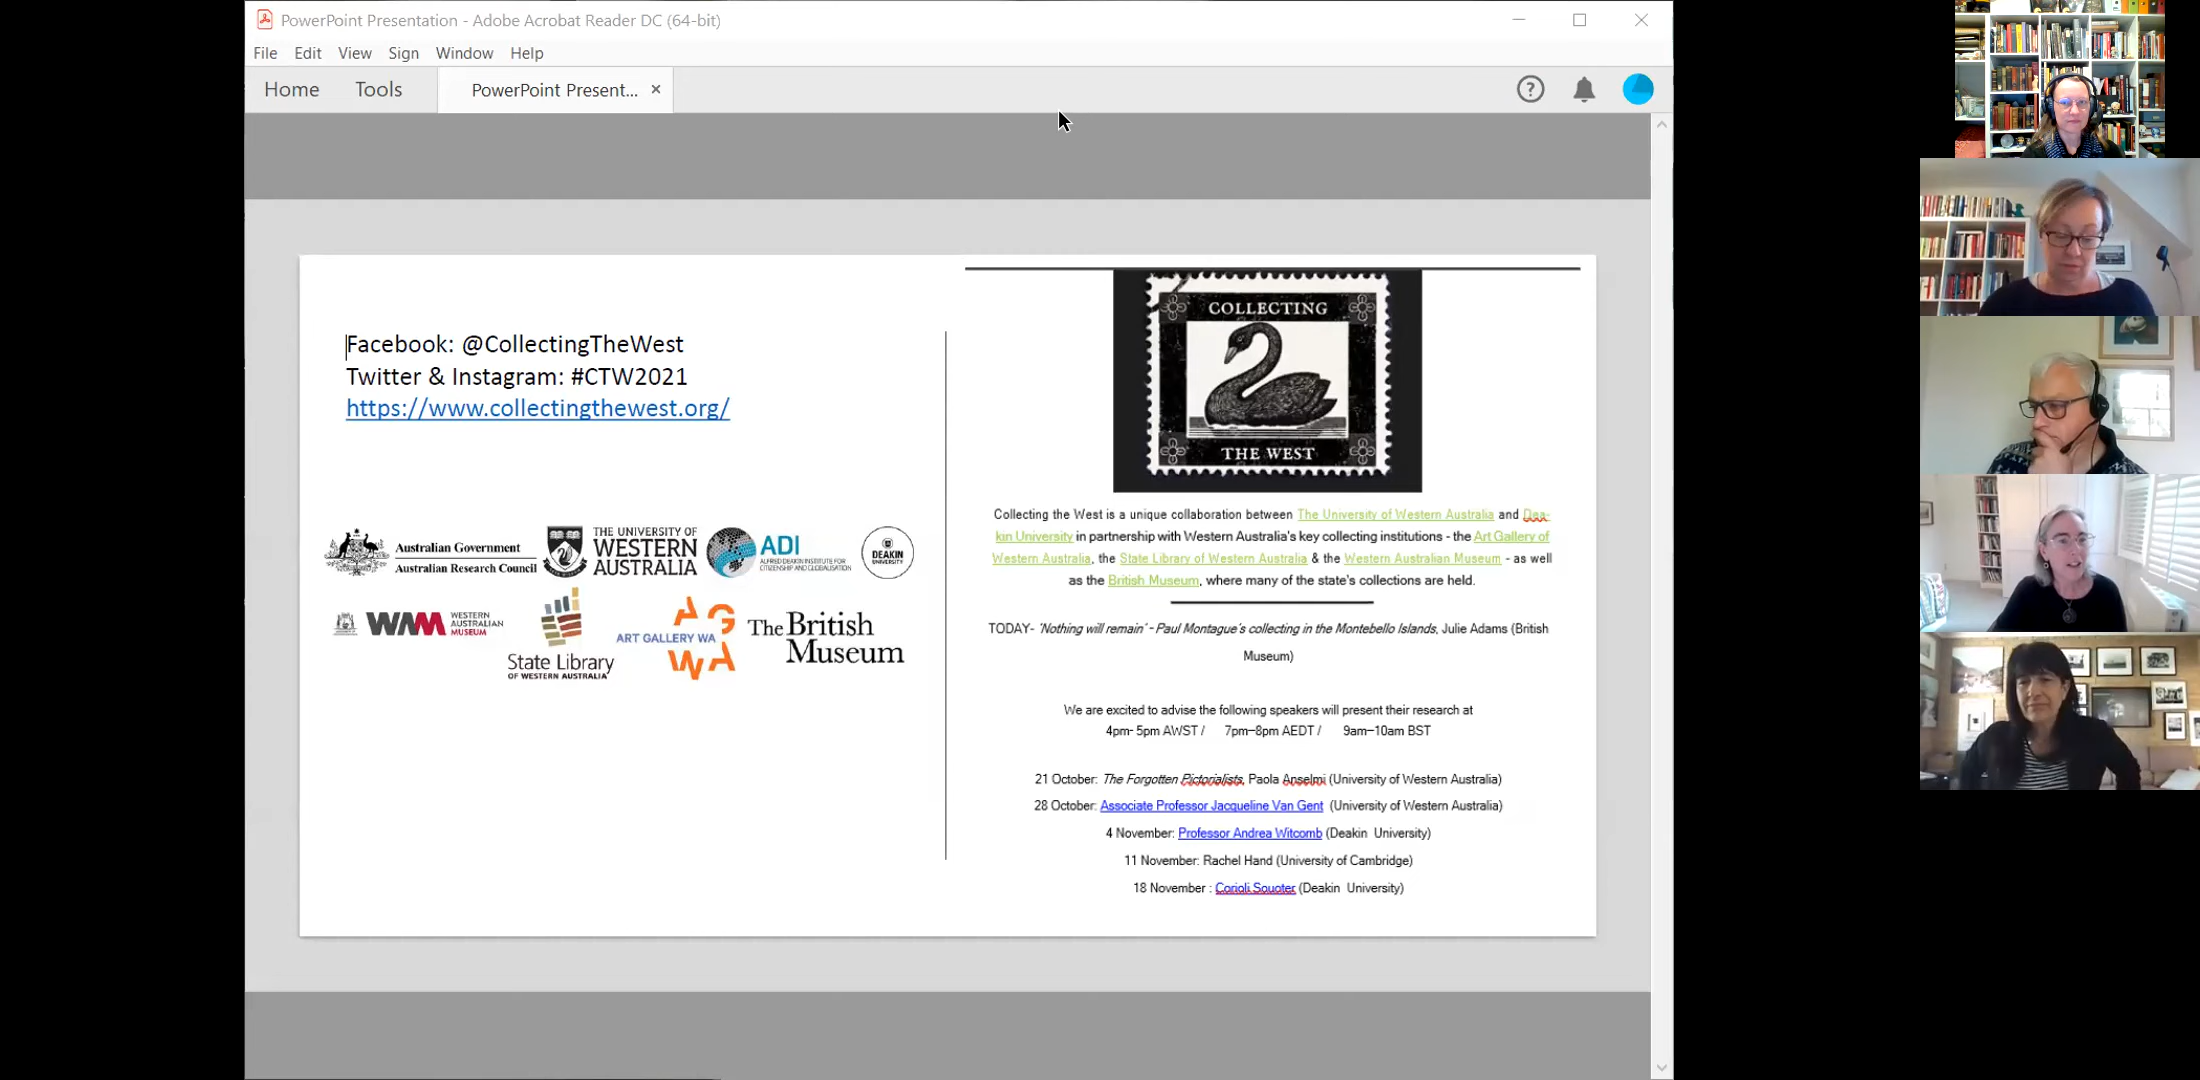 PowerPoint Presentation - Adobe Acrobat Reader DC (64-bit)
File Edit View Sign Window Help
Home Tools PowerPoint Present...
Facebook: @CollectingTheWest
Twitter & Instagram: #CTW2021
https://www.collectingthewest.org/
Australian Government
Australian Research Council
THE UNIVERSITY OF
WESTERN
AUSTRALIA
ADI
ALFRED DEAKIN INSTITUTE FOR
CITIZENSHIP AND GLOBALISATION
DEAKIN
UNIVERSITY
WAM
WESTERN
AUSTRALIAN
MUSEUM
State Library
OF WESTERN AUSTRALIA
AG
ART GALLERY WA
WA
The British
Museum
COLLECTING
THE WEST
Collecting the West is a unique collaboration between The University of Western Australia and Dea-
kin University in partnership with Western Australia's key collecting institutions - the Art Gallery of
Western Australia, the State Library of Western Australia & the Western Australian Museum - as well
as the British Museum, where many of the state's collections are held.
TODAY- 'Nothing will remain' - Paul Montague's collecting in the Montebello Islands, Julie Adams (British
Museum)
We are excited to advise the following speakers will present their research at
4pm- 5pm AWST / 7pm–8pm AEDT / 9am–10am BST
21 October: The Forgotten Pictorialists, Paola Anselmi (University of Western Australia)
28 October: Associate Professor Jacqueline Van Gent (University of Western Australia)
4 November: Professor Andrea Witcomb (Deakin University)
11 November: Rachel Hand (University of Cambridge)
18 November : Corioli Souter (Deakin University)